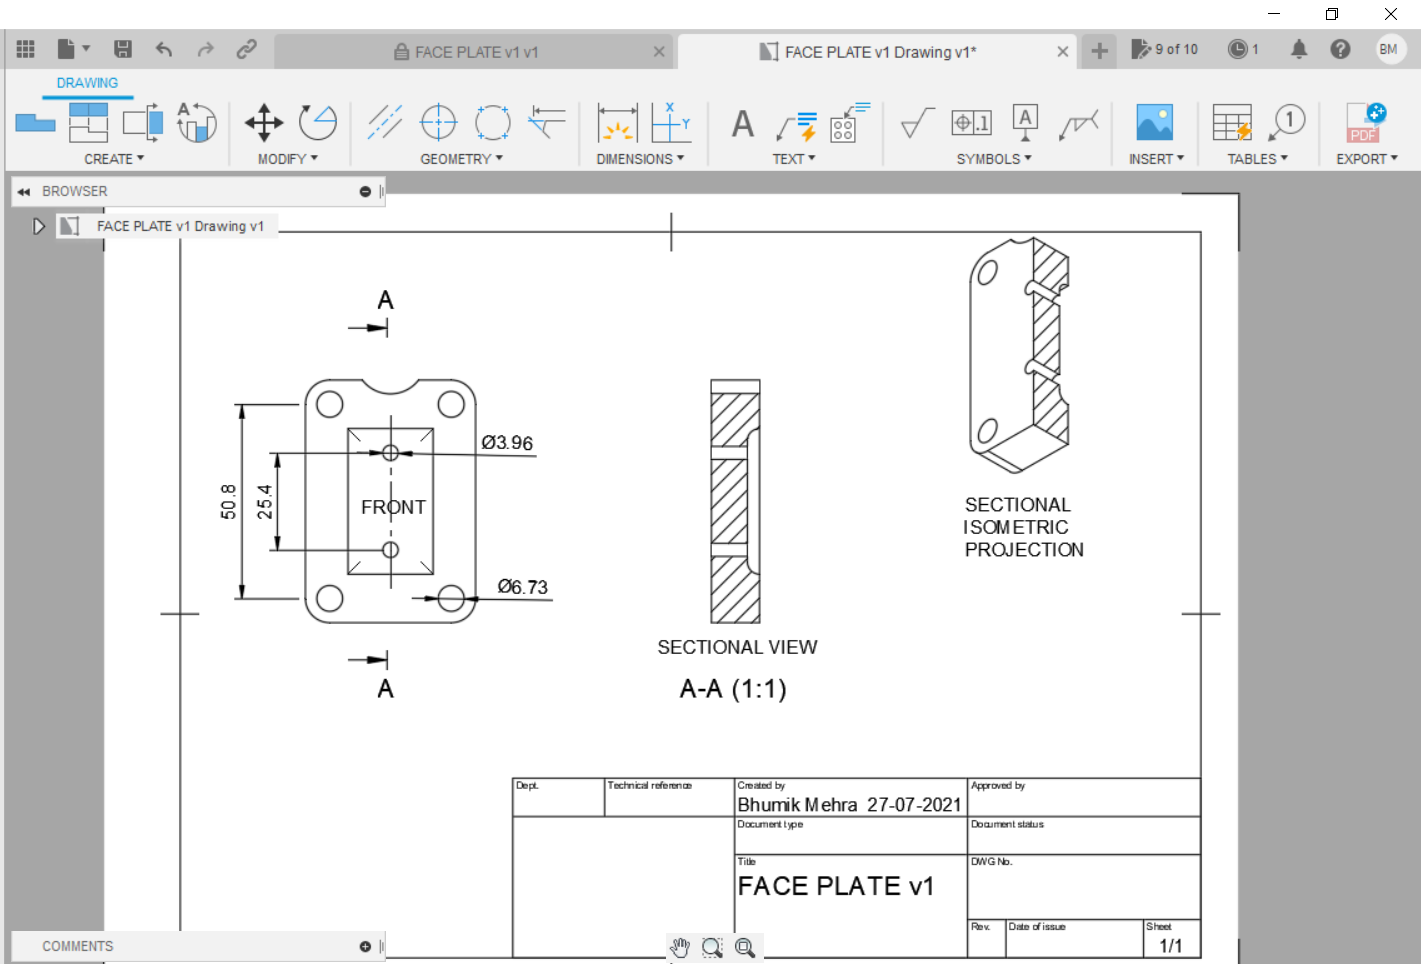 FACE PLATE v1 v1
FACE PLATE v1 Drawing v1*
9 of 10
1
BM
DRAWING
A
A
Y
X
A
.1
A
1
PDF
CREATE
MODIFY
GEOMETRY
DIMENSIONS
TEXT
SYMBOLS
INSERT
TABLES
EXPORT
BROWSER
FACE PLATE v1 Drawing v1
A
Ø3.96
50.8
25.4
FRONT
Ø6.73
A
SECTIONAL VIEW
A-A (1:1)
SECTIONAL
ISOMETRIC
PROJECTION
Dept.
Technical reference
Created by
Bhumik Mehra 27-07-2021
Approved by
Document type
Document status
Title
FACE PLATE v1
DWG No.
Rev.
Date of issue
Sheet
1/1
COMMENTS